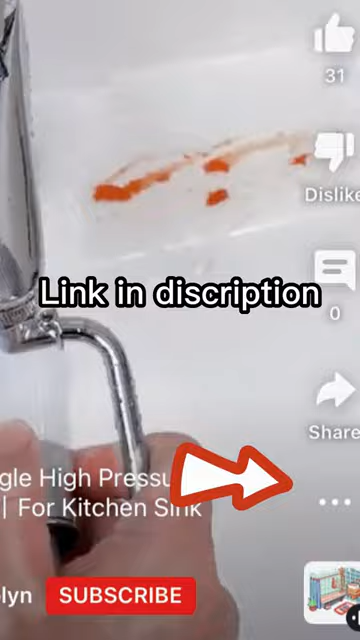 31
Dislike
Link in discription
0
Share
gle High Pressu
| For Kitchen Sink
lyn
SUBSCRIBE